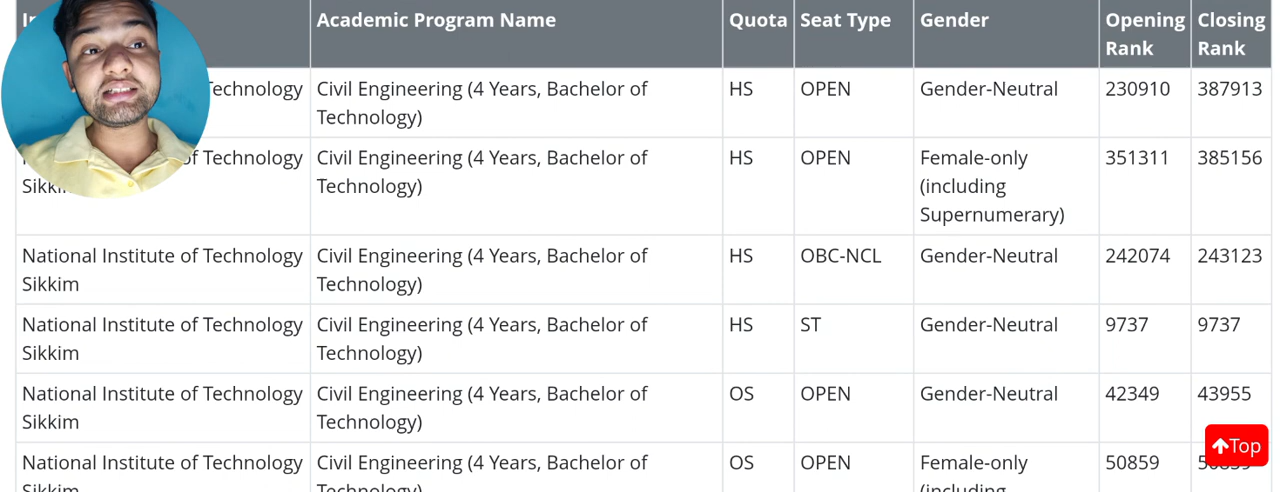 Academic Program Name
Quota
Seat Type
Gender
Opening
Rank
Closing
Rank
Technology
Civil Engineering (4 Years, Bachelor of
Technology)
HS
OPEN
Gender-Neutral
230910
387913
of Technology
Civil Engineering (4 Years, Bachelor of
Technology)
HS
OPEN
Female-only
(including
Supernumerary)
351311
385156
National Institute of Technology
Sikkim
Civil Engineering (4 Years, Bachelor of
Technology)
HS
OBC-NCL
Gender-Neutral
242074
243123
National Institute of Technology
Sikkim
Civil Engineering (4 Years, Bachelor of
Technology)
HS
ST
Gender-Neutral
9737
9737
National Institute of Technology
Sikkim
Civil Engineering (4 Years, Bachelor of
Technology)
OS
OPEN
Gender-Neutral
42349
43955
Top
National Institute of Technology
Sikkim
Civil Engineering (4 Years, Bachelor of
Technology)
OS
OPEN
Female-only
(including
50859